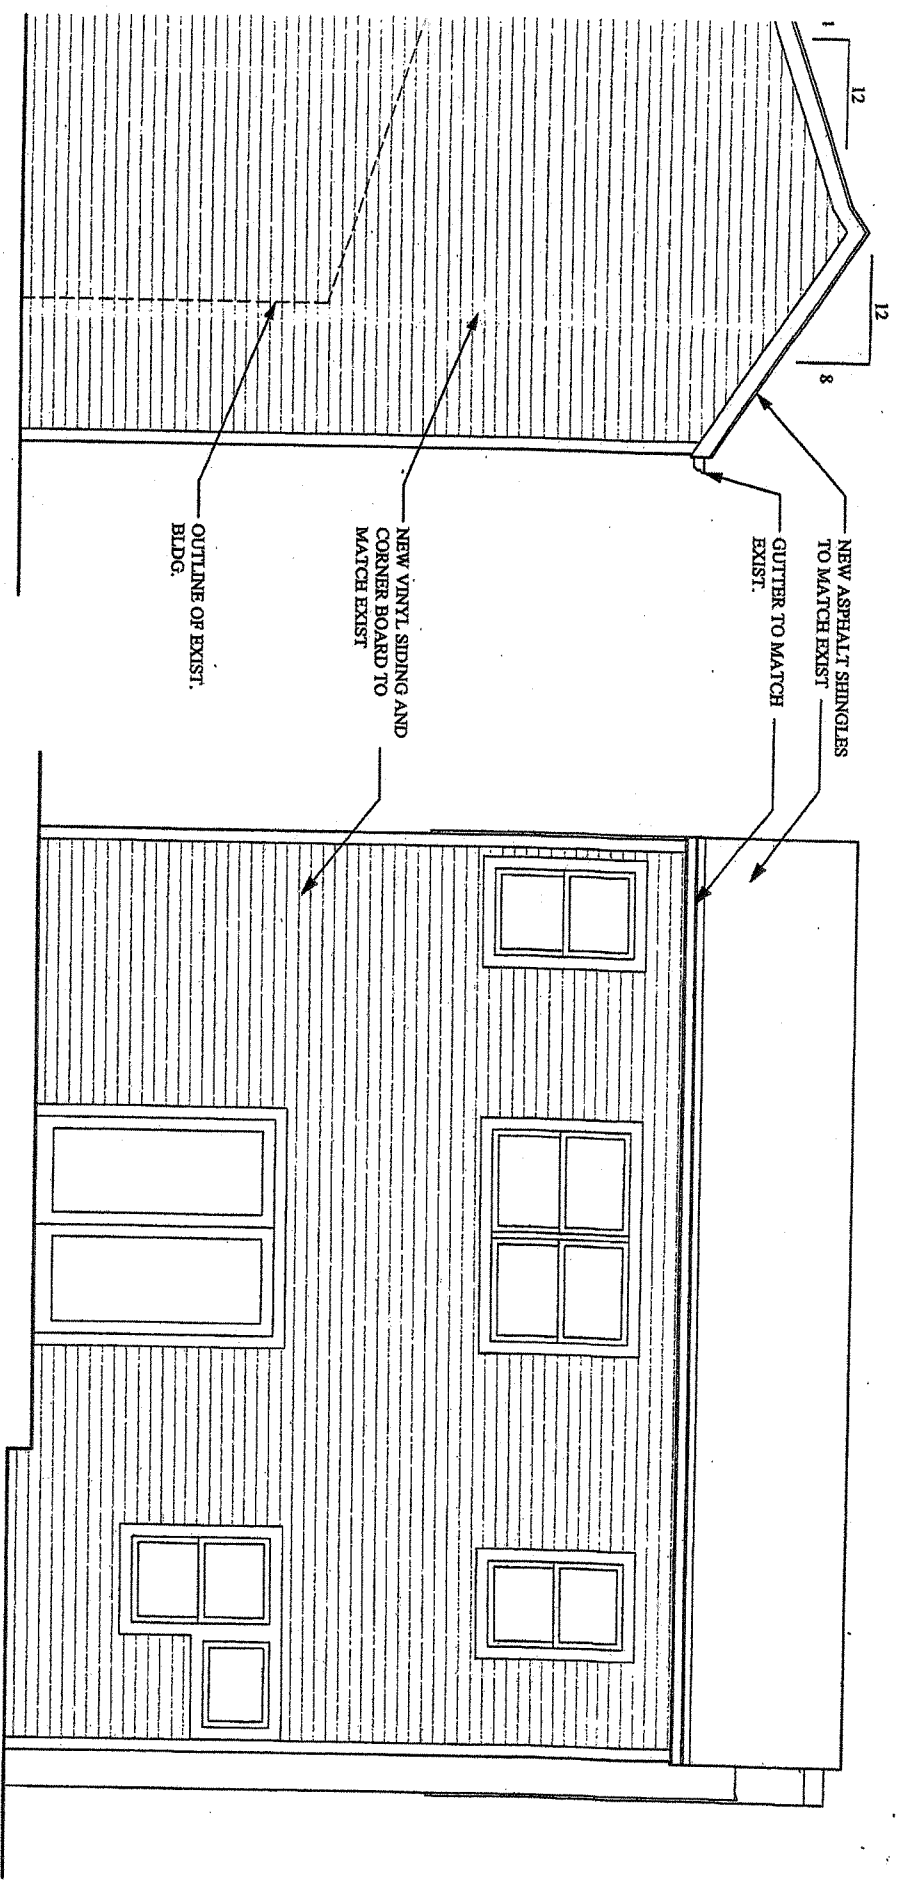 1
12
12
8
NEW ASPHALT SHINGLES
TO MATCH EXIST
GUTTER TO MATCH
EXIST.
NEW VINYL SIDING AND
CORNER BOARD TO
MATCH EXIST
OUTLINE OF EXIST.
BLDG.